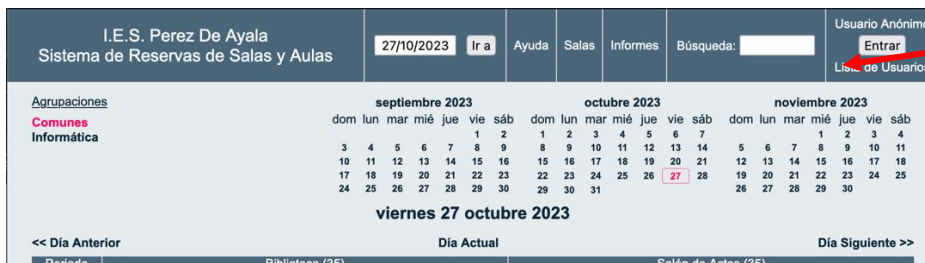 I.E.S. Perez De Ayala
Sistema de Reservas de Salas y Aulas
27/10/2023 Ir a Ayuda Salas Informes Búsqueda:
Usuario Anónimo
Entrar
Lista de Usuarios
Agrupaciones
Comunes
Informática
septiembre 2023
dom lun mar mié jue vie sáb
1 2
3 4 5 6 7 8 9
10 11 12 13 14 15 16
17 18 19 20 21 22 23
24 25 26 27 28 29 30
octubre 2023
dom lun mar mié jue vie sáb
1 2 3 4 5 6 7
8 9 10 11 12 13 14
15 16 17 18 19 20 21
22 23 24 25 26 27 28
29 30 31
noviembre 2023
dom lun mar mié jue vie sáb
1 2 3 4
5 6 7 8 9 10 11
12 13 14 15 16 17 18
19 20 21 22 23 24 25
26 27 28 29 30
viernes 27 octubre 2023
<< Día Anterior Día Actual Día Siguiente >>
Periodo Biblioteca (35) Salón de Actos (35)